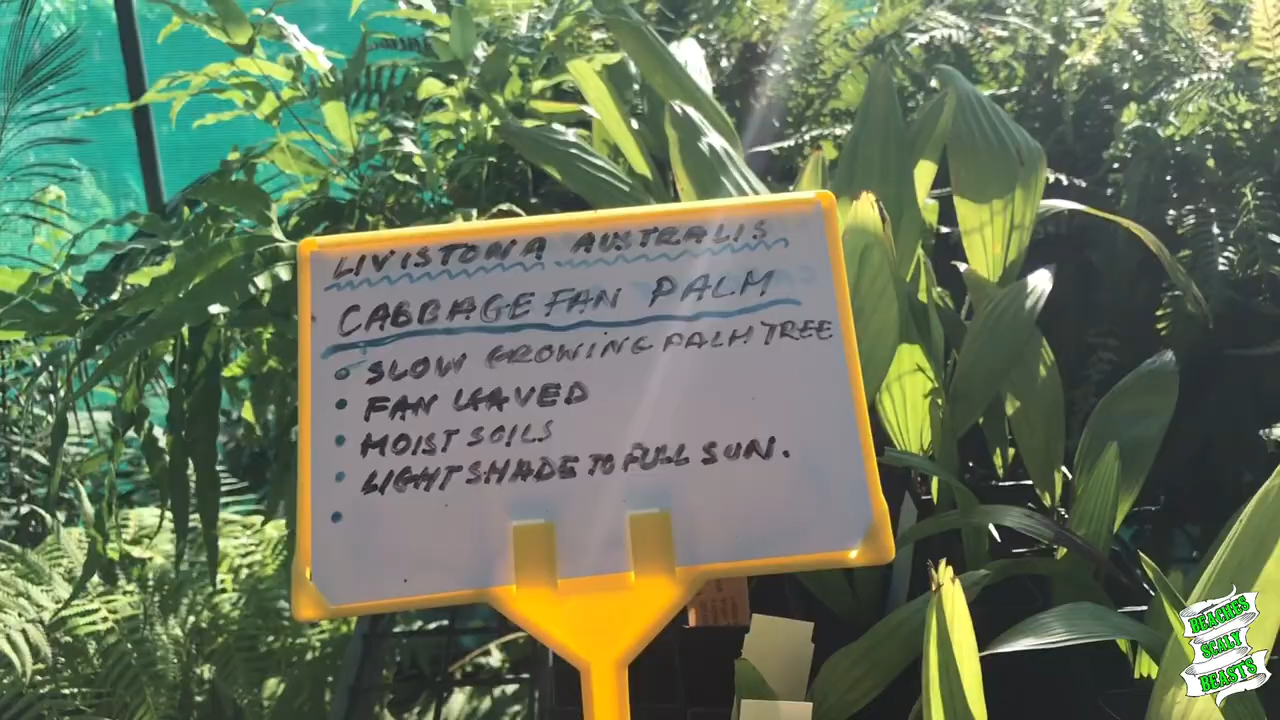 LIVISTONA AUSTRALIS
CABBAGE FAN PALM
• SLOW GROWING PALM TREE
• FAN LEAVED
• MOIST SOILS
• LIGHT SHADE TO FULL SUN.
•
BEACHES
SCALY
BEASTS